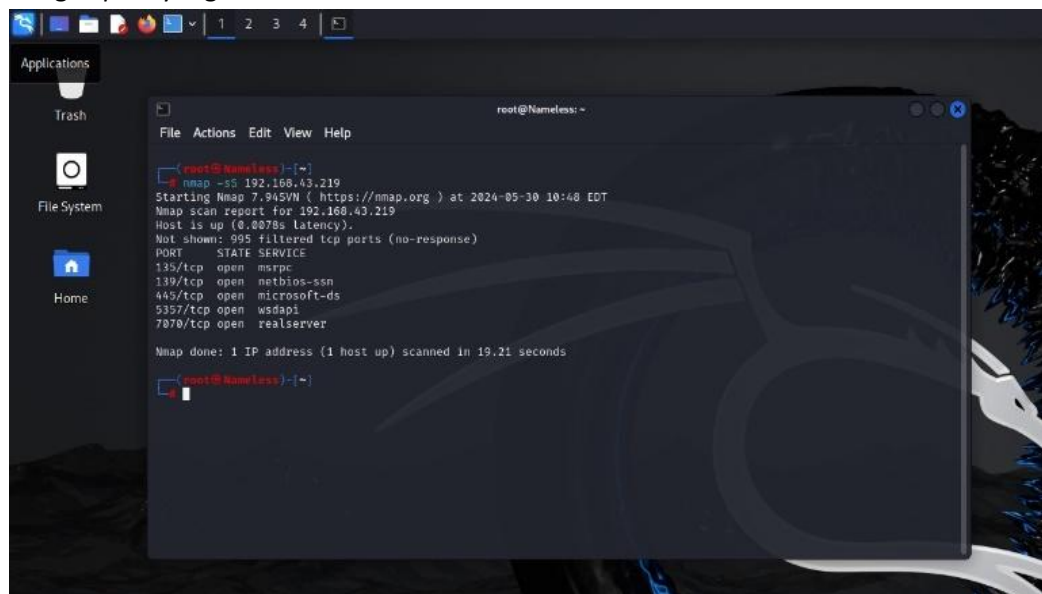 1 2 3 4
Applications
Trash
File System
Home
root@Nameless: ~
File Actions Edit View Help
┌──(root㉿Nameless)-[~]
└─# nmap -sS 192.168.43.219
Starting Nmap 7.94SVN ( https://nmap.org ) at 2024-05-30 10:48 EDT
Nmap scan report for 192.168.43.219
Host is up (0.0078s latency).
Not shown: 995 filtered tcp ports (no-response)
PORT     STATE SERVICE
135/tcp  open  msrpc
139/tcp  open  netbios-ssn
445/tcp  open  microsoft-ds
5357/tcp open  wsdapi
7070/tcp open  realserver
Nmap done: 1 IP address (1 host up) scanned in 19.21 seconds
┌──(root㉿Nameless)-[~]
└─#